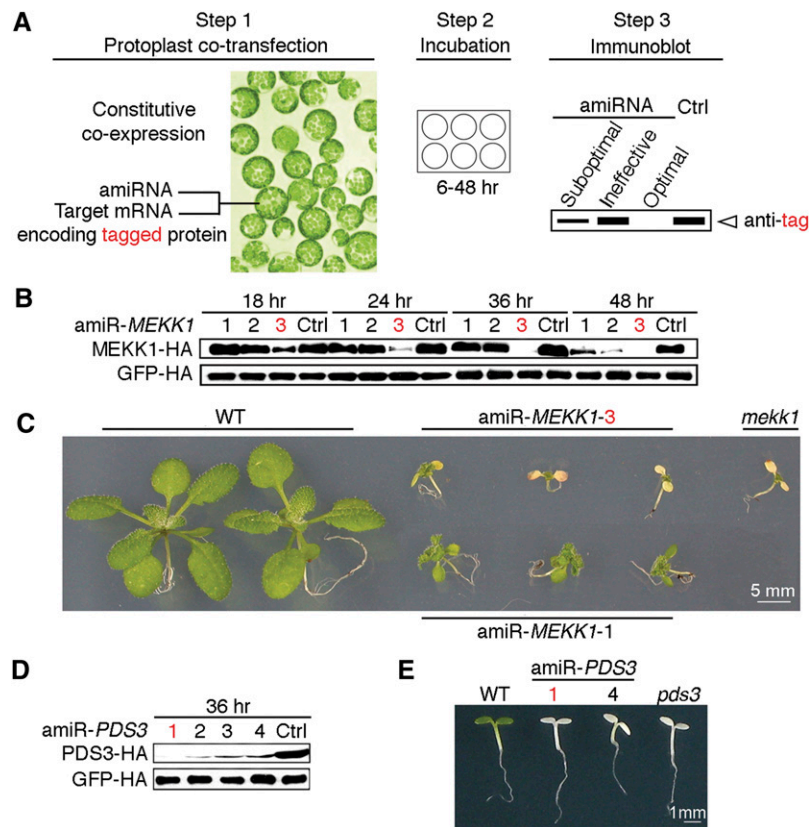 A
Step 1
Protoplast co-transfection
Step 2
Incubation
Step 3
Immunoblot
Constitutive
co-expression
amiRNA
Target mRNA
encoding tagged protein
6-48 hr
amiRNA Ctrl
Suboptimal
Ineffective
Optimal
anti-tag
B
18 hr 24 hr 36 hr 48 hr
amiR-MEKK1 1 2 3 Ctrl 1 2 3 Ctrl 1 2 3 Ctrl 1 2 3 Ctrl
MEKK1-HA
GFP-HA
C
WT amiR-MEKK1-3 mekk1
5 mm
amiR-MEKK1-1
D
36 hr
amiR-PDS3 1 2 3 4 Ctrl
PDS3-HA
GFP-HA
E
amiR-PDS3
WT 1 4 pds3
1mm